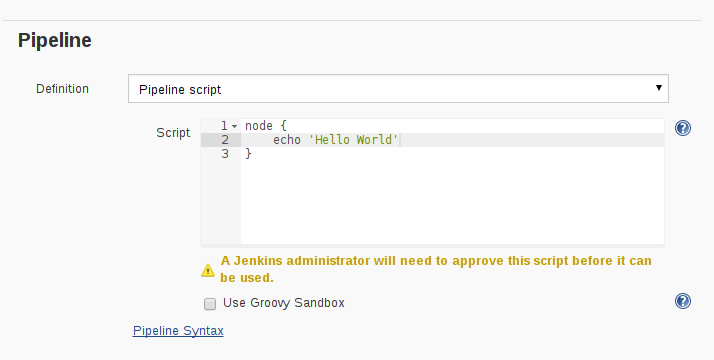 Pipeline
Definition
Pipeline script
Script
1 node {
2     echo 'Hello World'
3 }
A Jenkins administrator will need to approve this script before it can
be used.
Use Groovy Sandbox
Pipeline Syntax